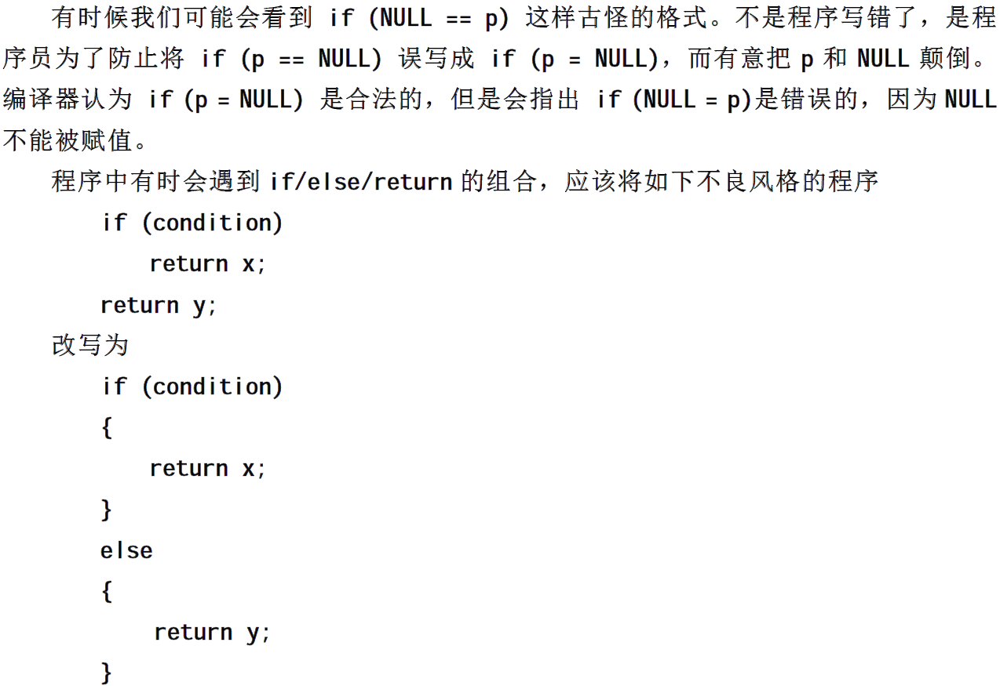 有时候我们可能会看到 if (NULL == p) 这样古怪的格式。不是程序写错了，是程
序员为了防止将 if (p == NULL) 误写成 if (p = NULL)，而有意把 p 和 NULL 颠倒。
编译器认为 if (p = NULL) 是合法的，但是会指出 if (NULL = p)是错误的，因为 NULL
不能被赋值。
程序中有时会遇到 if/else/return 的组合，应该将如下不良风格的程序
if (condition)
return x;
return y;
改写为
if (condition)
{
return x;
}
else
{
return y;
}